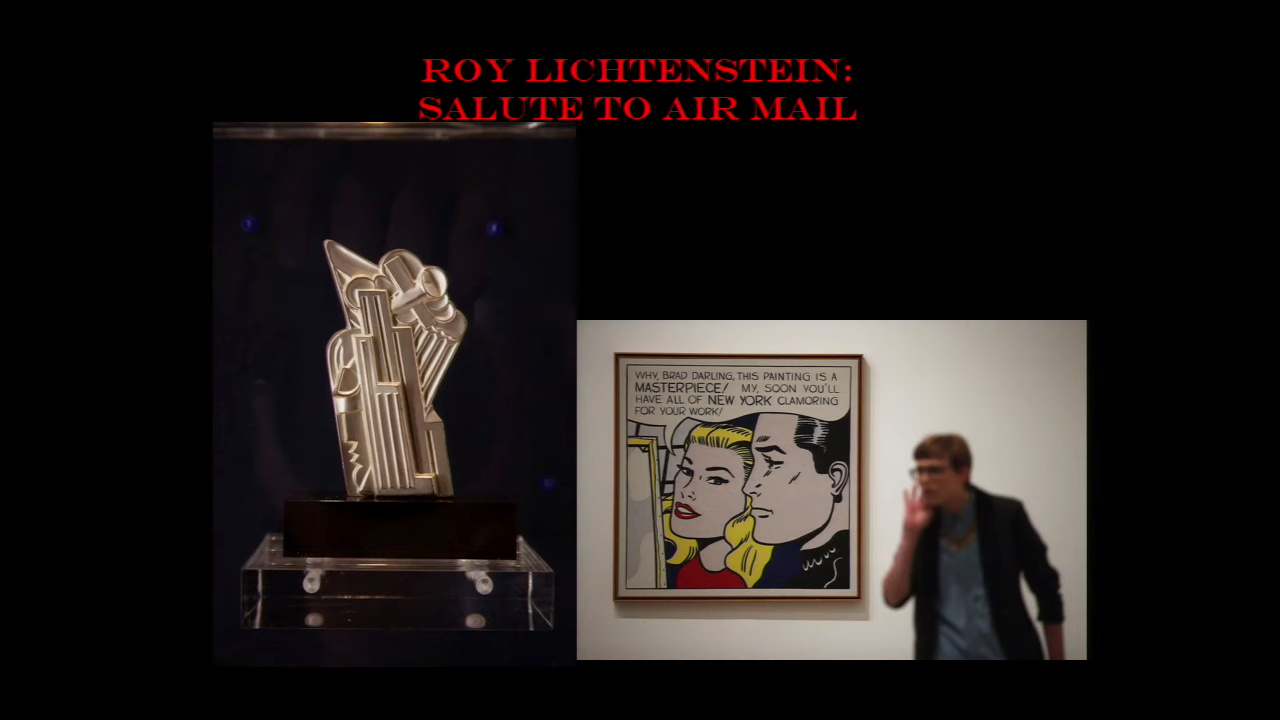 ROY LICHTENSTEIN:
SALUTE TO AIR MAIL
WHY, BRAD DARLING, THIS PAINTING IS A
MASTERPIECE! MY, SOON YOU'LL
HAVE ALL OF NEW YORK CLAMORING
FOR YOUR WORK!